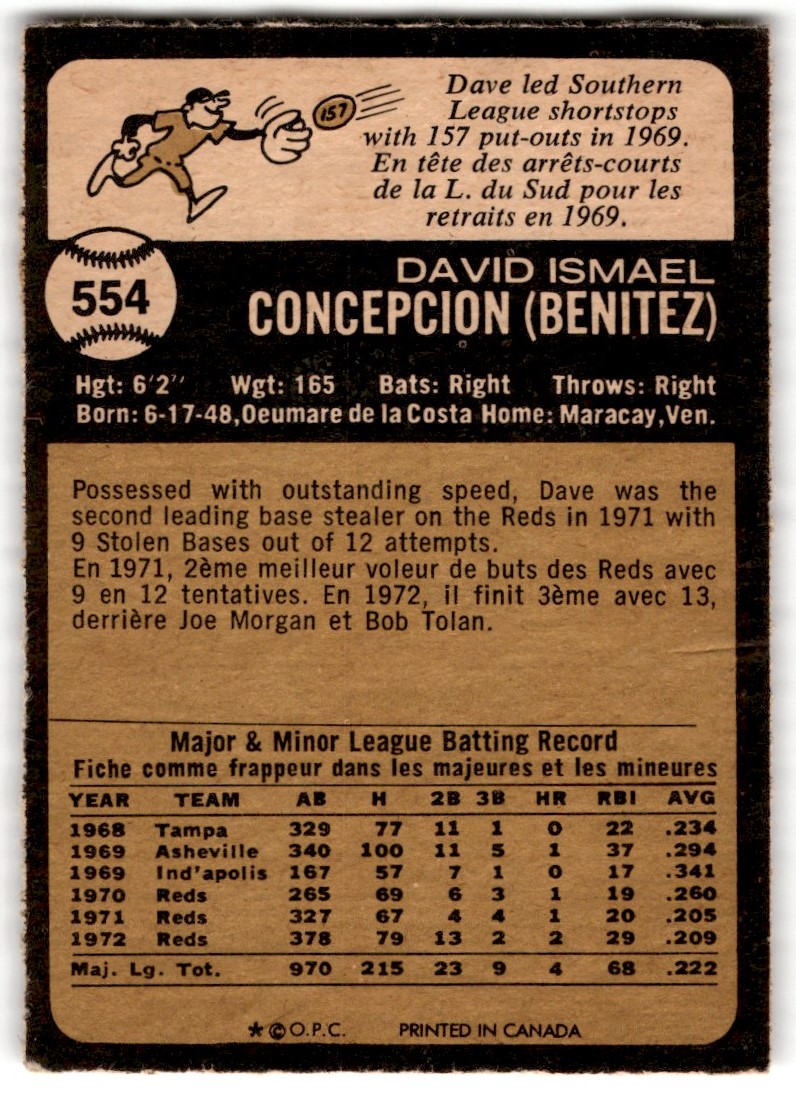 157
Dave led Southern
League shortstops
with 157 put-outs in 1969.
En tête des arrêts-courts
de la L. du Sud pour les
retraits en 1969.
554
DAVID ISMAEL
CONCEPCION (BENITEZ)
Hgt: 6'2" Wgt: 165 Bats: Right Throws: Right
Born: 6-17-48, Oeumare de la Costa Home: Maracay, Ven.
Possessed with outstanding speed, Dave was the
second leading base stealer on the Reds in 1971 with
9 Stolen Bases out of 12 attempts.
En 1971, 2ème meilleur voleur de buts des Reds avec
9 en 12 tentatives. En 1972, il finit 3ème avec 13,
derrière Joe Morgan et Bob Tolan.
Major & Minor League Batting Record
Fiche comme frappeur dans les majeures et les mineures
YEAR TEAM AB H 2B 3B HR RBI AVG
1968 Tampa 329 77 11 1 0 22 .234
1969 Asheville 340 100 11 5 1 37 .294
1969 Ind'apolis 167 57 7 1 0 17 .341
1970 Reds 265 69 6 3 1 19 .260
1971 Reds 327 67 4 4 1 20 .205
1972 Reds 378 79 13 2 2 29 .209
Maj. Lg. Tot. 970 215 23 9 4 68 .222
★ © O.P.C. PRINTED IN CANADA